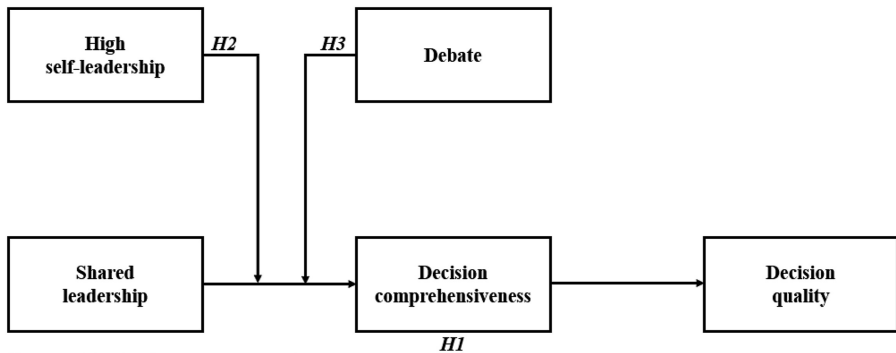 High
self-leadership
H2
H3
Debate
Shared
leadership
Decision
comprehensiveness
Decision
quality
H1